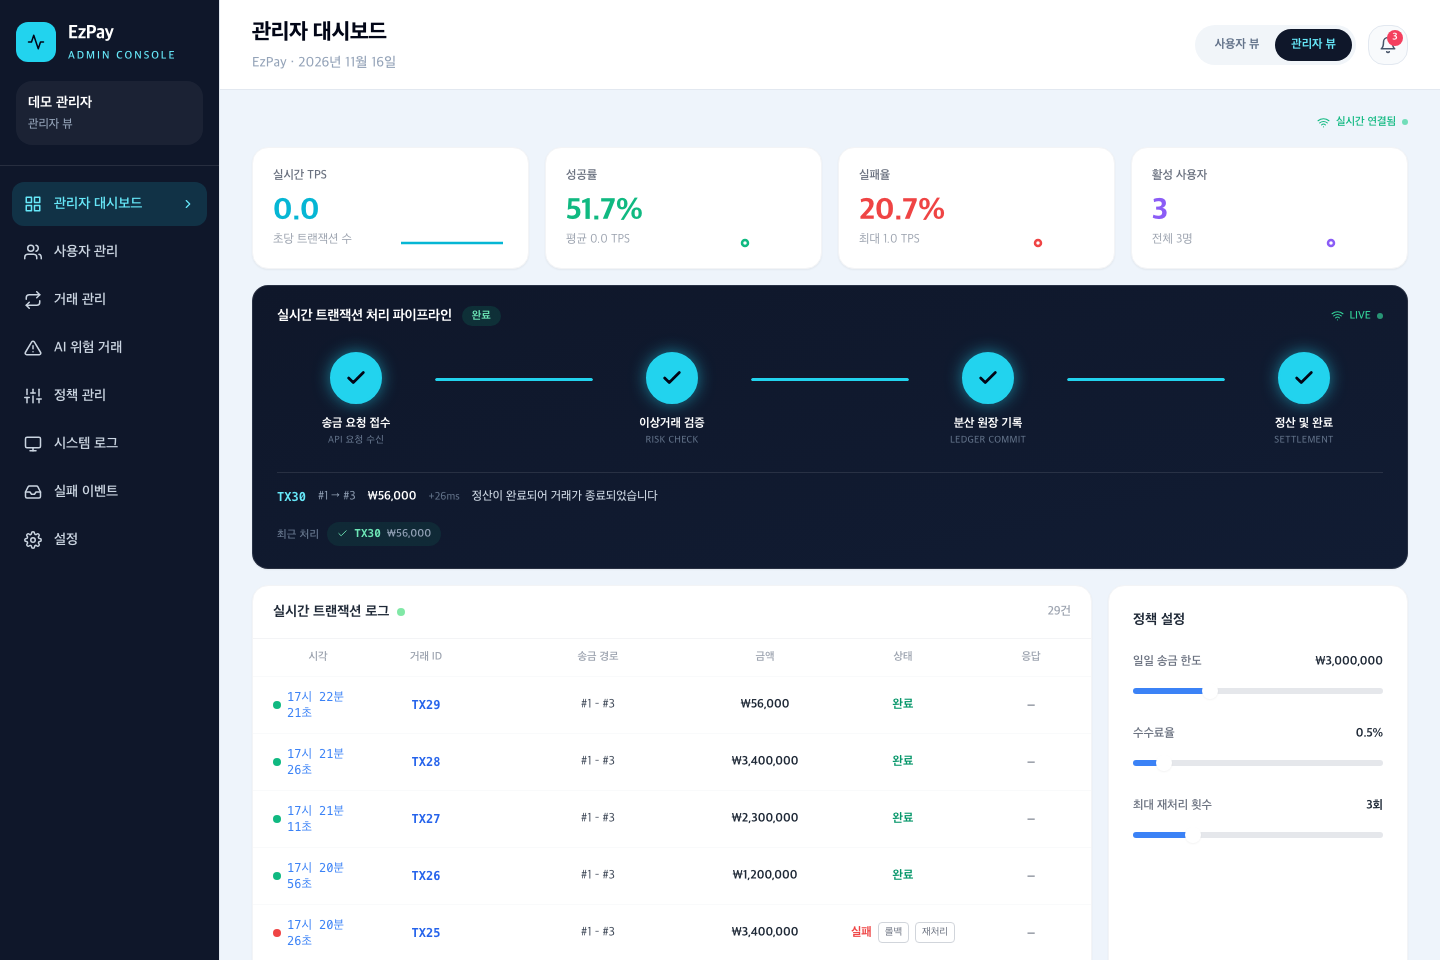 EzPay
ADMIN CONSOLE
데모 관리자
관리자 뷰
관리자 대시보드
사용자 관리
거래 관리
AI 위험 거래
정책 관리
시스템 로그
실패 이벤트
설정
관리자 대시보드
EzPay · 2026년 11월 16일
사용자 뷰
관리자 뷰
3
실시간 연결됨
실시간 TPS
0.0
초당 트랜잭션 수
성공률
51.7%
평균 0.0 TPS
실패율
20.7%
최대 1.0 TPS
활성 사용자
3
전체 3명
실시간 트랜잭션 처리 파이프라인 완료
LIVE
송금 요청 접수
API 요청 수신
이상거래 검증
RISK CHECK
분산 원장 기록
LEDGER COMMIT
정산 및 완료
SETTLEMENT
TX30 #1 → #3 ₩56,000 +26ms 정산이 완료되어 거래가 종료되었습니다
최근 처리 TX30 ₩56,000
실시간 트랜잭션 로그
29건
시각 거래 ID 송금 경로 금액 상태 응답
17시 22분 21초 TX29 #1 - #3 ₩56,000 완료 –
17시 21분 26초 TX28 #1 - #3 ₩3,400,000 완료 –
17시 21분 11초 TX27 #1 - #3 ₩2,300,000 완료 –
17시 20분 56초 TX26 #1 - #3 ₩1,200,000 완료 –
17시 20분 26초 TX25 #1 - #3 ₩3,400,000 실패 롤백 재처리 –
정책 설정
일일 송금 한도 ₩3,000,000
수수료율 0.5%
최대 재처리 횟수 3회